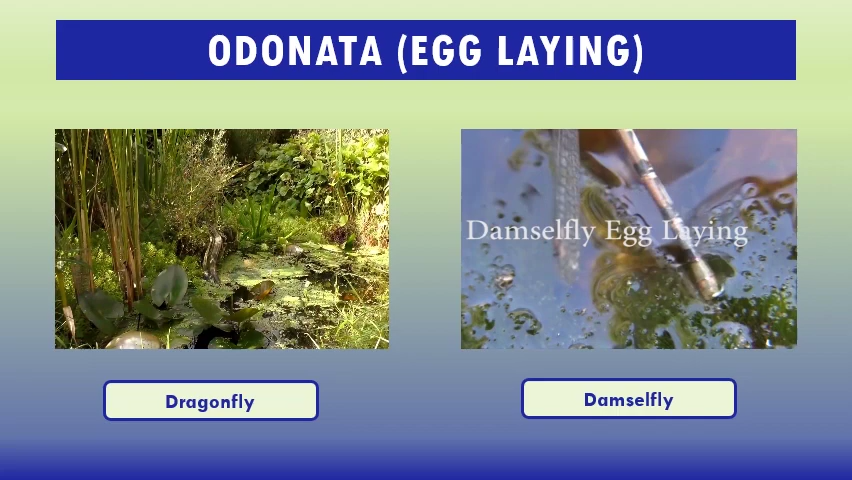 ODONATA (EGG LAYING)
Damselfly Egg Laying
Dragonfly
Damselfly